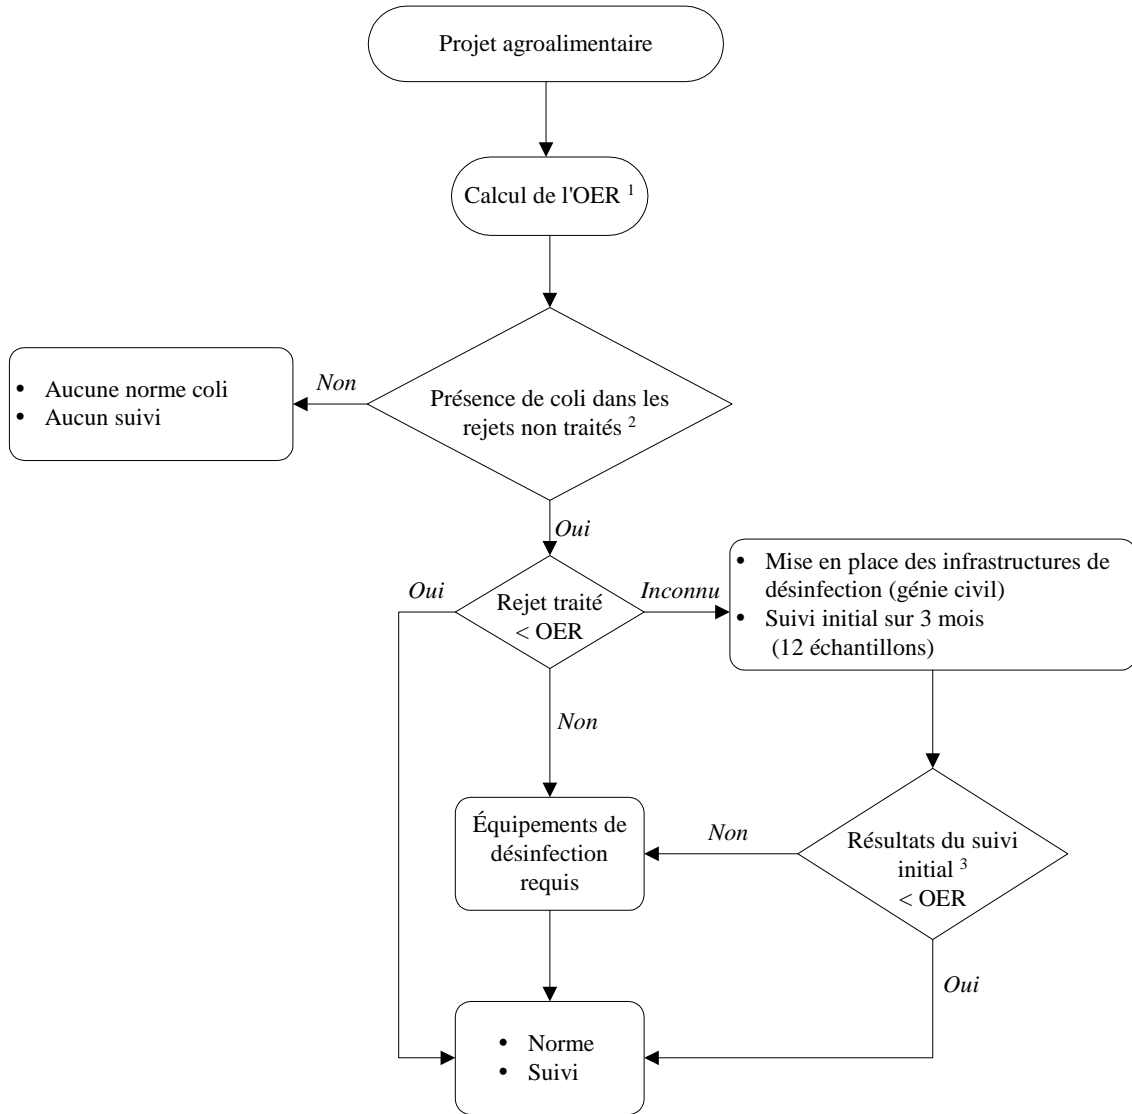 Projet agroalimentaire
Calcul de l'OER ¹
Présence de coli dans les
rejets non traités ²
Non
• Aucune norme coli
• Aucun suivi
Oui
Rejet traité
< OER
Oui
Inconnu
• Mise en place des infrastructures de
désinfection (génie civil)
• Suivi initial sur 3 mois
(12 échantillons)
Non
Équipements de
désinfection
requis
Non
Résultats du suivi
initial ³
< OER
Oui
• Norme
• Suivi